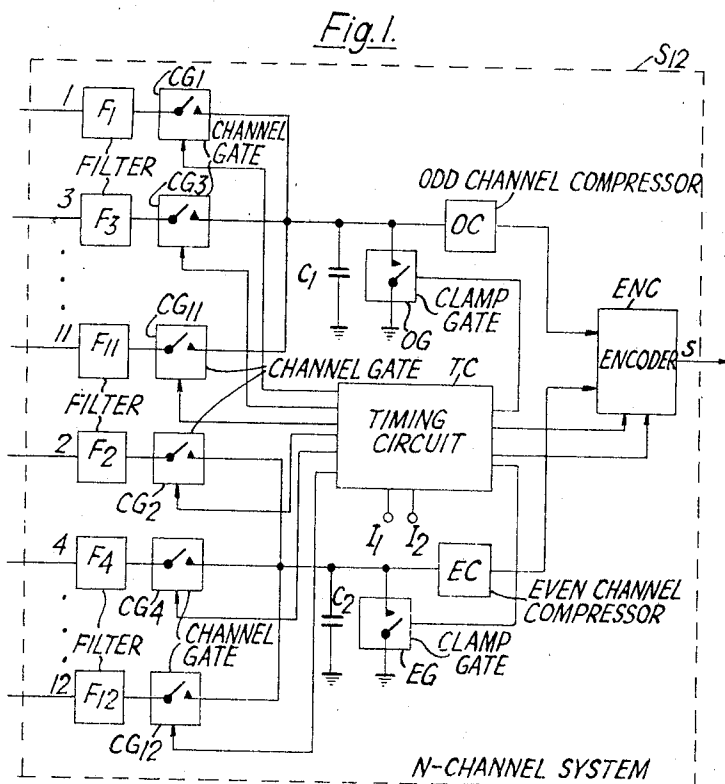 Fig.1.
S12
CG1
1
F1
CHANNEL
GATE
FILTER
CG3
3
F3
ODD CHANNEL COMPRESSOR
OC
C1
CLAMP
GATE
OG
CG11
11
F11
CHANNEL GATE
ENC
ENCODER
S
TC
TIMING
CIRCUIT
FILTER
2
F2
CG2
I1 I2
4
F4
CG4
C2
EC
EVEN CHANNEL
COMPRESSOR
CHANNEL
GATE
FILTER
CLAMP
GATE
EG
12
F12
CG12
N-CHANNEL SYSTEM